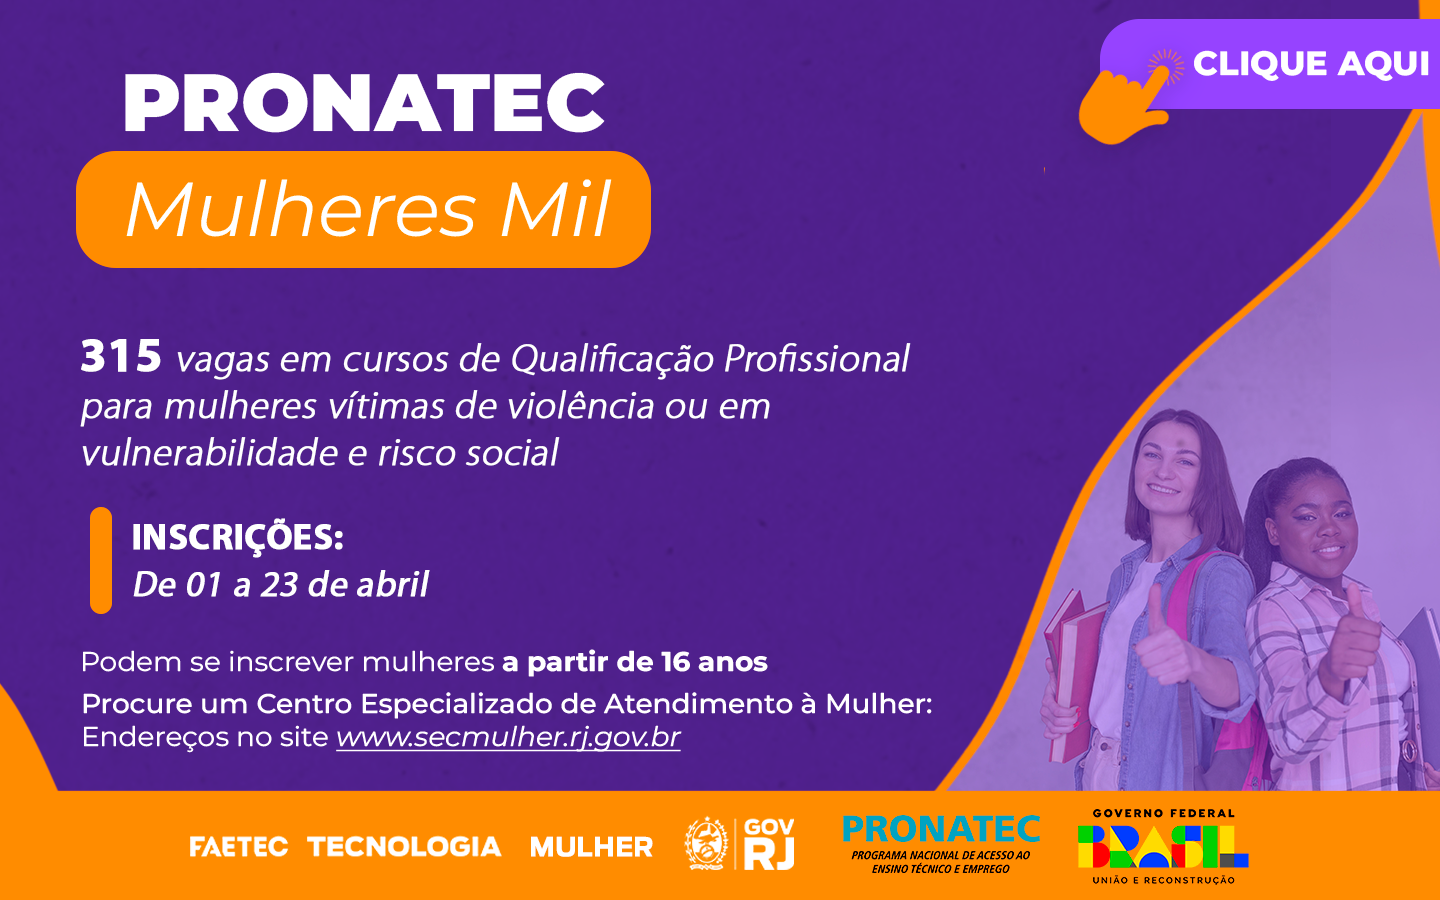 CLIQUE AQUI
PRONATEC
Mulheres Mil
315 vagas em cursos de Qualificação Profissional
para mulheres vítimas de violência ou em
vulnerabilidade e risco social
INSCRIÇÕES:
De 01 a 23 de abril
Podem se inscrever mulheres a partir de 16 anos
Procure um Centro Especializado de Atendimento à Mulher:
Endereços no site www.secmulher.rj.gov.br
FAETEC TECNOLOGIA MULHER
GOV
RJ
PRONATEC
PROGRAMA NACIONAL DE ACESSO AO
ENSINO TÉCNICO E EMPREGO
GOVERNO FEDERAL
BRASIL
UNIÃO E RECONSTRUÇÃO